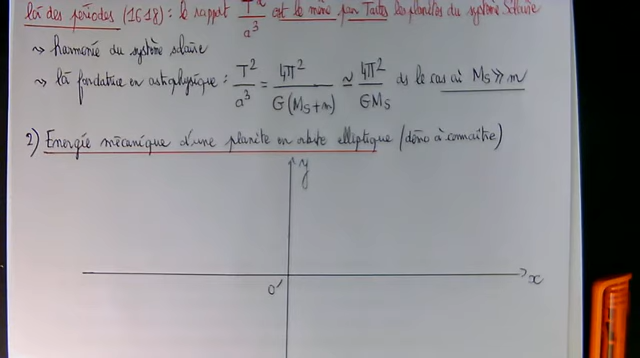 Loi des périodes (1618) : le rapport T²/a³ est le même pour Toutes les planètes du système Solaire
~> harmonie du système solaire
~> loi fondatrice en astrophysique : T²/a³ = 4π²/G(Ms+m) ≃ 4π²/GMs ds le cas où Ms ≫ m
2) Energie mécanique d'une planète en orbite elliptique (démo à connaître)
y
O'
x